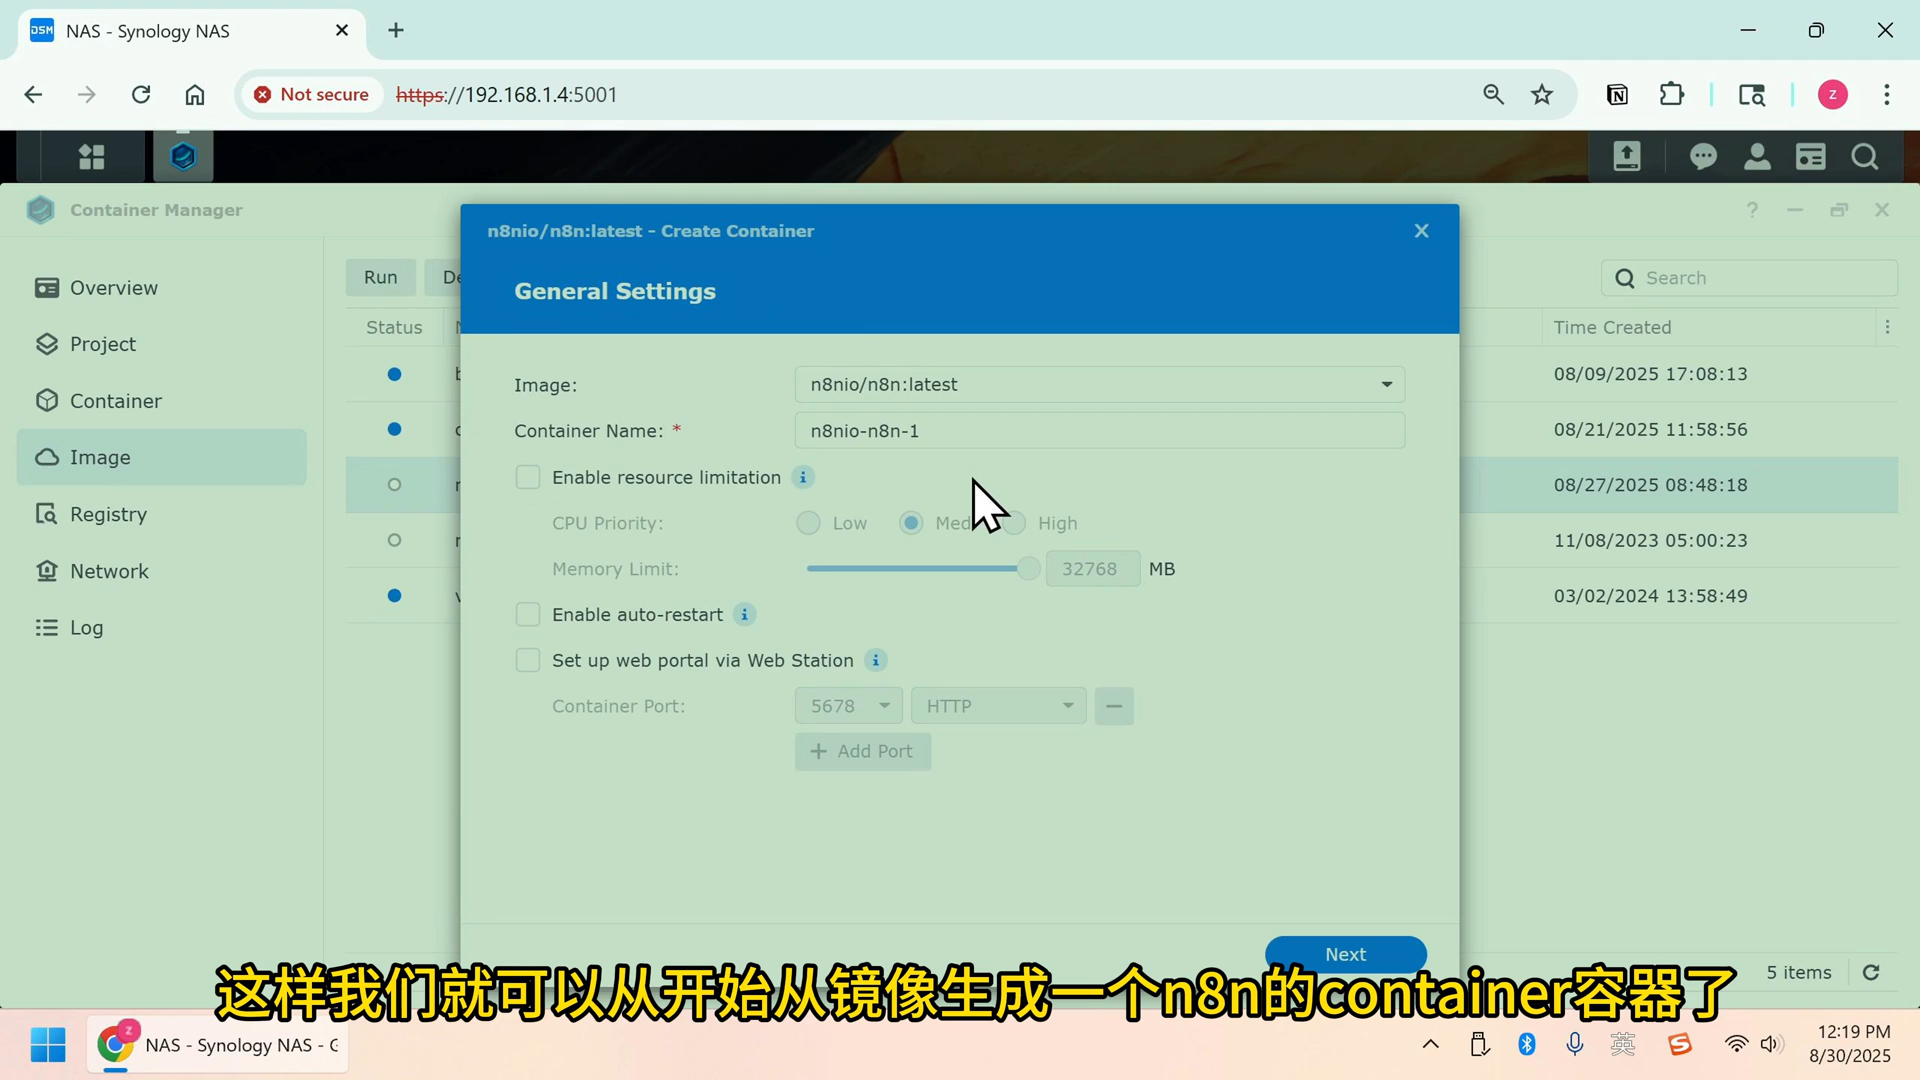 DSM NAS - Synology NAS
Not secure https://192.168.1.4:5001
z
Container Manager
n8nio/n8n:latest - Create Container
General Settings
Overview
Project
Container
Image
Registry
Network
Log
Run
Search
Status
Time Created
08/09/2025 17:08:13
08/21/2025 11:58:56
08/27/2025 08:48:18
11/08/2023 05:00:23
03/02/2024 13:58:49
Image: n8nio/n8n:latest
Container Name: * n8nio-n8n-1
Enable resource limitation
CPU Priority: Low High
Memory Limit: 32768 MB
Enable auto-restart
Set up web portal via Web Station
Container Port: 5678 HTTP
Add Port
Next
5 items
这样我们就可以从开始从镜像生成一个n8n的container容器了
NAS - Synology NAS -
英
12:19 PM
8/30/2025